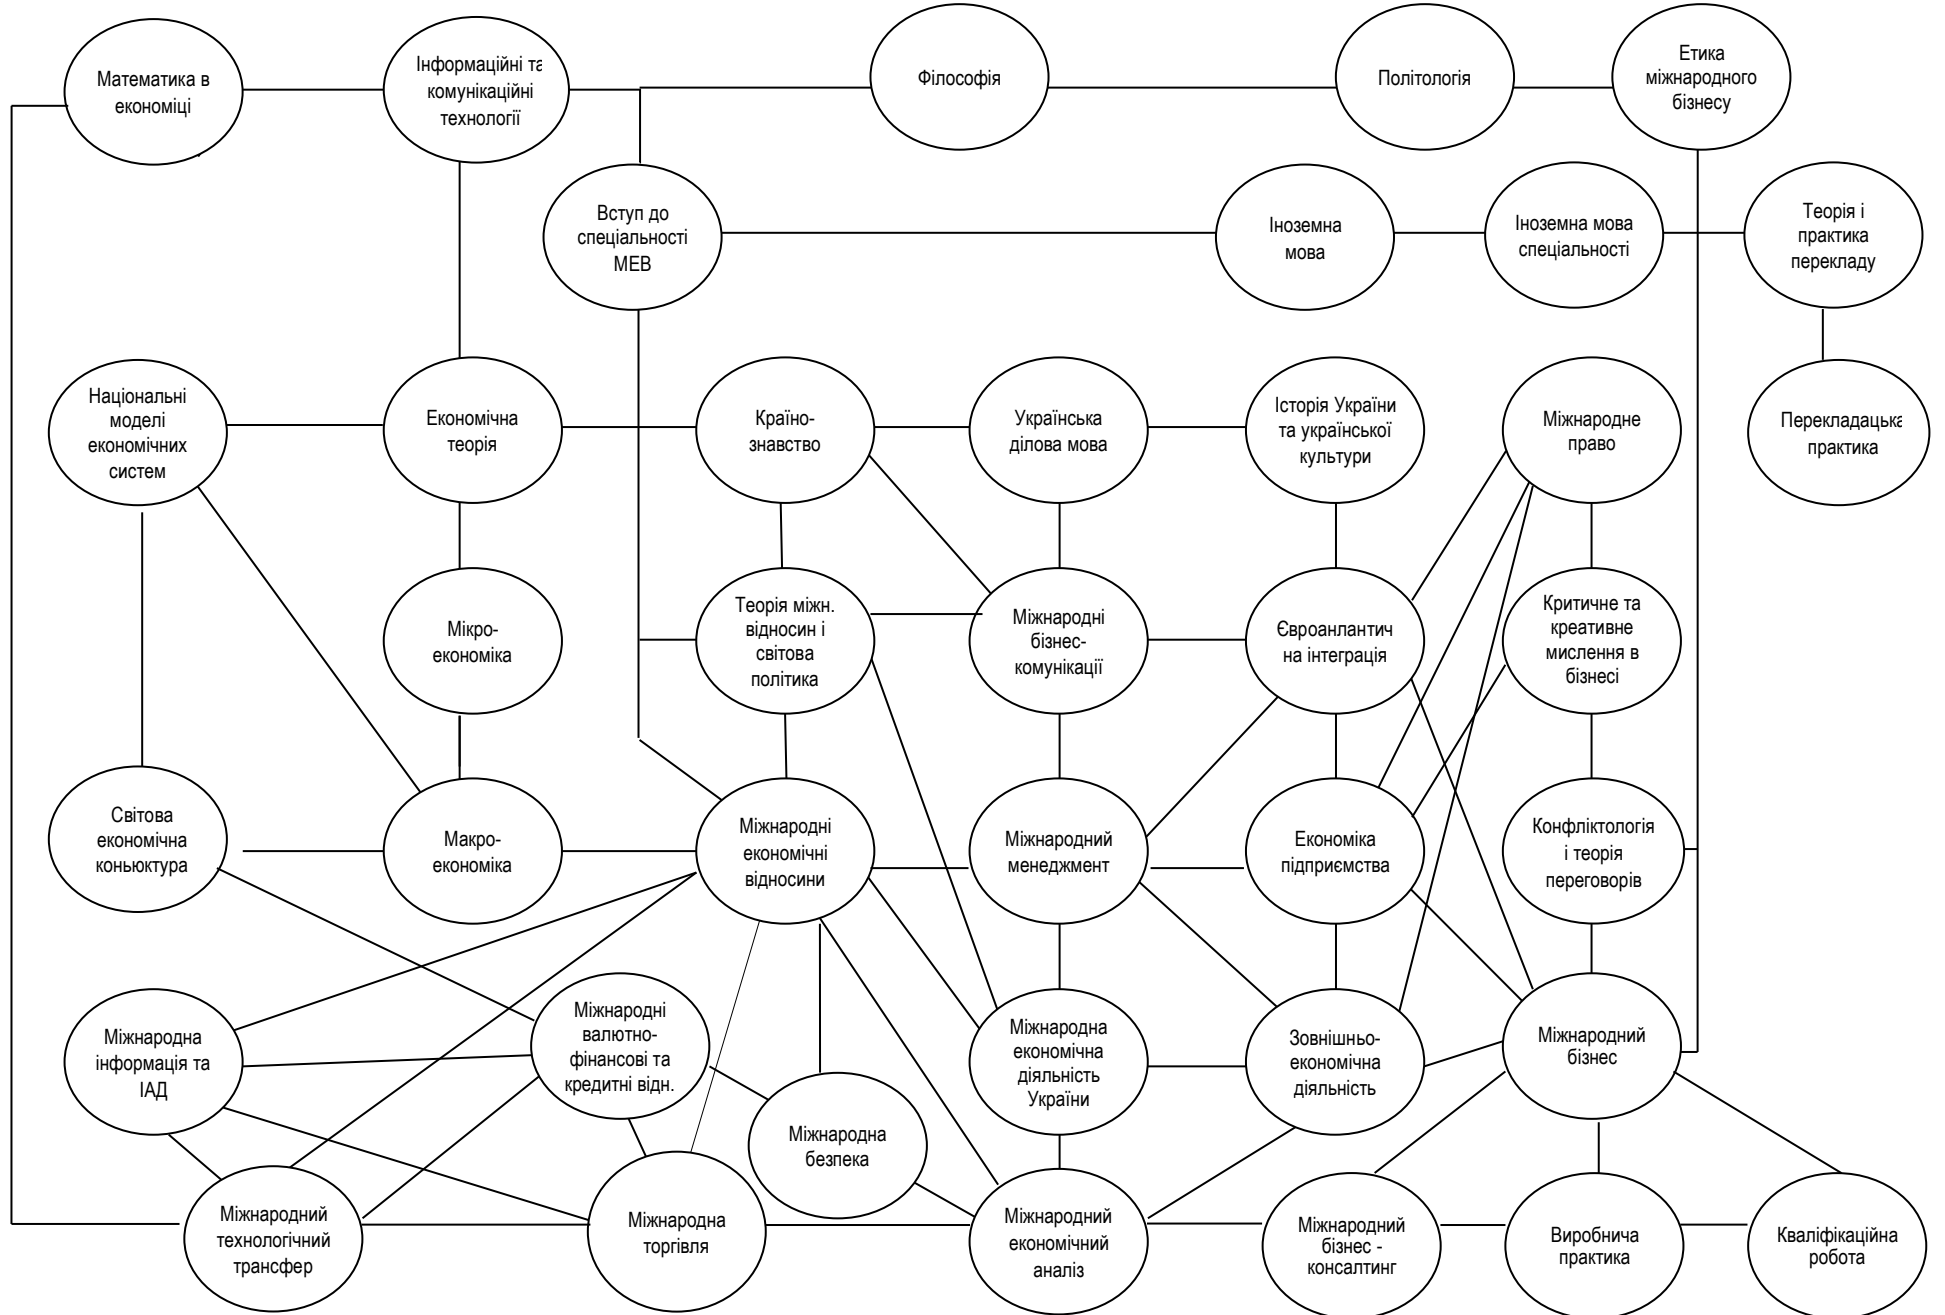 Математика в
економіці
Інформаційні та
комунікаційні
технології
Філософія
Політологія
Етика
міжнародного
бізнесу
Вступ до
спеціальності
МЕВ
Іноземна
мова
Іноземна мова
спеціальності
Теорія і
практика
перекладу
Національні
моделі
економічних
систем
Економічна
теорія
Країно-
знавство
Українська
ділова мова
Історія України
та української
культури
Міжнародне
право
Перекладацька
практика
Мікро-
економіка
Теорія міжн.
відносин і
світова
політика
Міжнародні
бізнес-
комунікації
Євроанлантич
на інтеграція
Критичне та
креативне
мислення в
бізнесі
Світова
економічна
коньюктура
Макро-
економіка
Міжнародні
економічні
відносини
Міжнародний
менеджмент
Економіка
підприємства
Конфліктологія
і теорія
переговорів
Міжнародна
інформація та
ІАД
Міжнародні
валютно-
фінансові та
кредитні відн.
Міжнародна
безпека
Міжнародна
економічна
діяльність
України
Зовнішньо-
економічна
діяльність
Міжнародний
бізнес
Міжнародний
технологічний
трансфер
Міжнародна
торгівля
Міжнародний
економічний
аналіз
Міжнародний
бізнес -
консалтинг
Виробнича
практика
Кваліфікаційна
робота